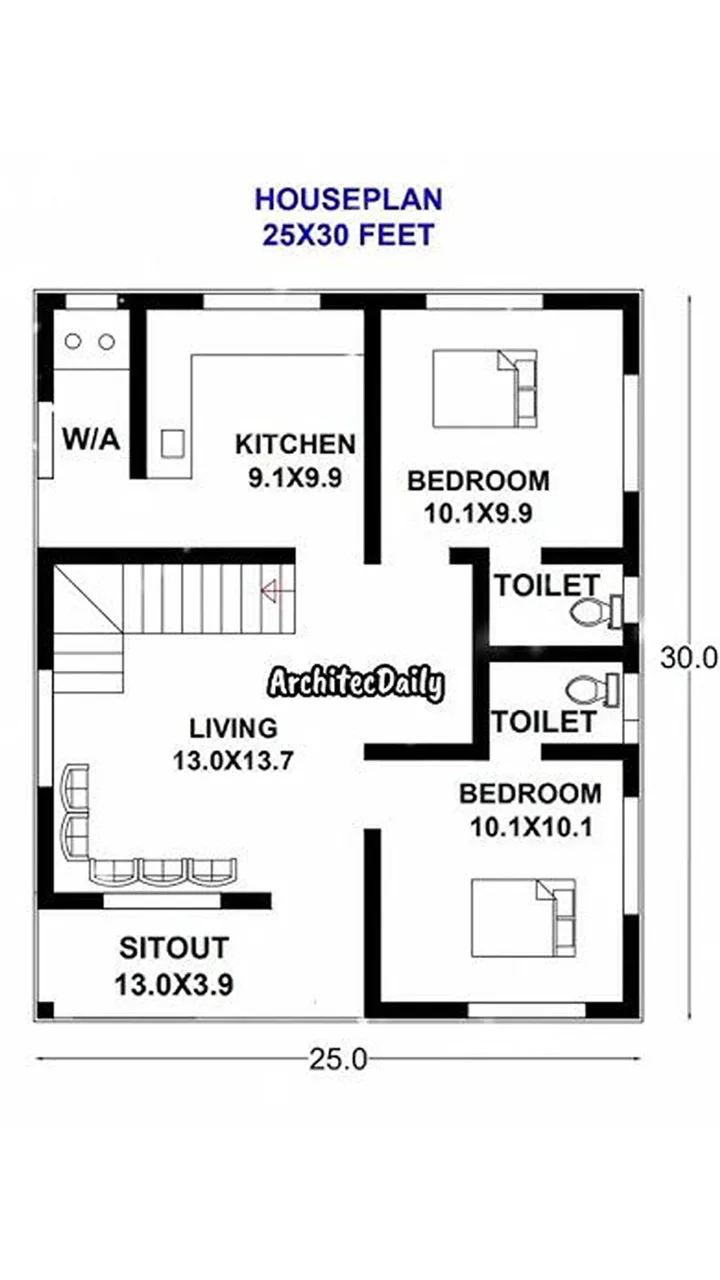 HOUSEPLAN
25X30 FEET
W/A
KITCHEN
9.1X9.9
BEDROOM
10.1X9.9
TOILET
30.0
ArchitecDaily
TOILET
LIVING
13.0X13.7
BEDROOM
10.1X10.1
SITOUT
13.0X3.9
25.0